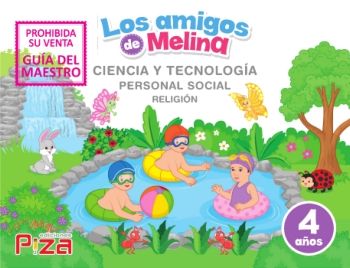 PROHIBIDA
SU VENTA
GUÍA DEL
MAESTRO
Los amigos
de Melina
CIENCIA Y TECNOLOGÍA
PERSONAL SOCIAL
RELIGIÓN
ediciones
Piza
4
años